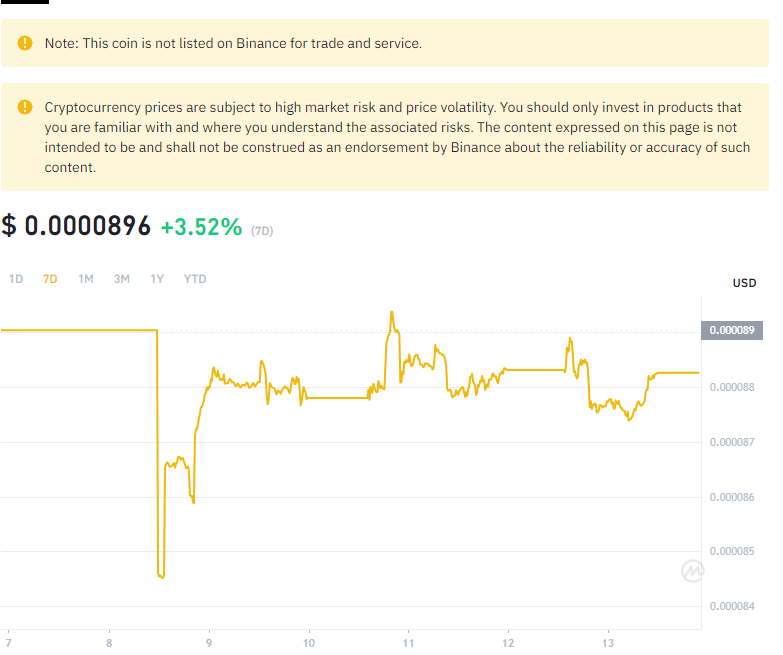 Note: This coin is not listed on Binance for trade and service.
Cryptocurrency prices are subject to high market risk and price volatility. You should only invest in products that
you are familiar with and where you understand the associated risks. The content expressed on this page is not
intended to be and shall not be construed as an endorsement by Binance about the reliability or accuracy of such
content.
$ 0.0000896 +3.52% (7D)
1D 7D 1M 3M 1Y YTD
USD
0.000089
0.000088
0.000087
0.000086
0.000085
0.000084
7 8 9 10 11 12 13